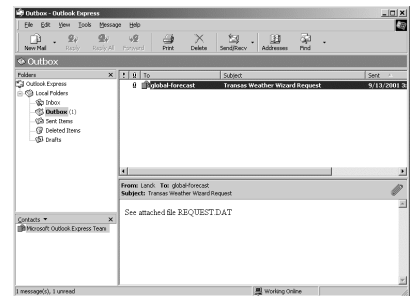 Outbox - Outlook Express
File Edit View Tools Message Help
New Mail Reply Reply All Forward Print Delete Send/Recv Addresses Find
Outbox
Folders
To Subject Sent
Outlook Express
Local Folders
Inbox
Outbox (1)
Sent Items
Deleted Items
Drafts
global-forecast Transas Weather Wizard Request 9/13/2001 3:
From: Lanck To: global-forecast
Subject: Transas Weather Wizard Request
See attached file REQUEST.DAT
Contacts
Microsoft Outlook Express Team
1 message(s), 1 unread Working Online